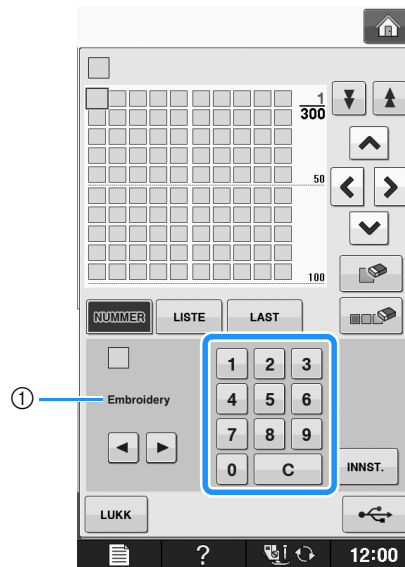 1
300
50
100
NUMMER LISTE LAST
1 2 3
① Embroidery 4 5 6
7 8 9
0 C INNST.
LUKK
? 12:00